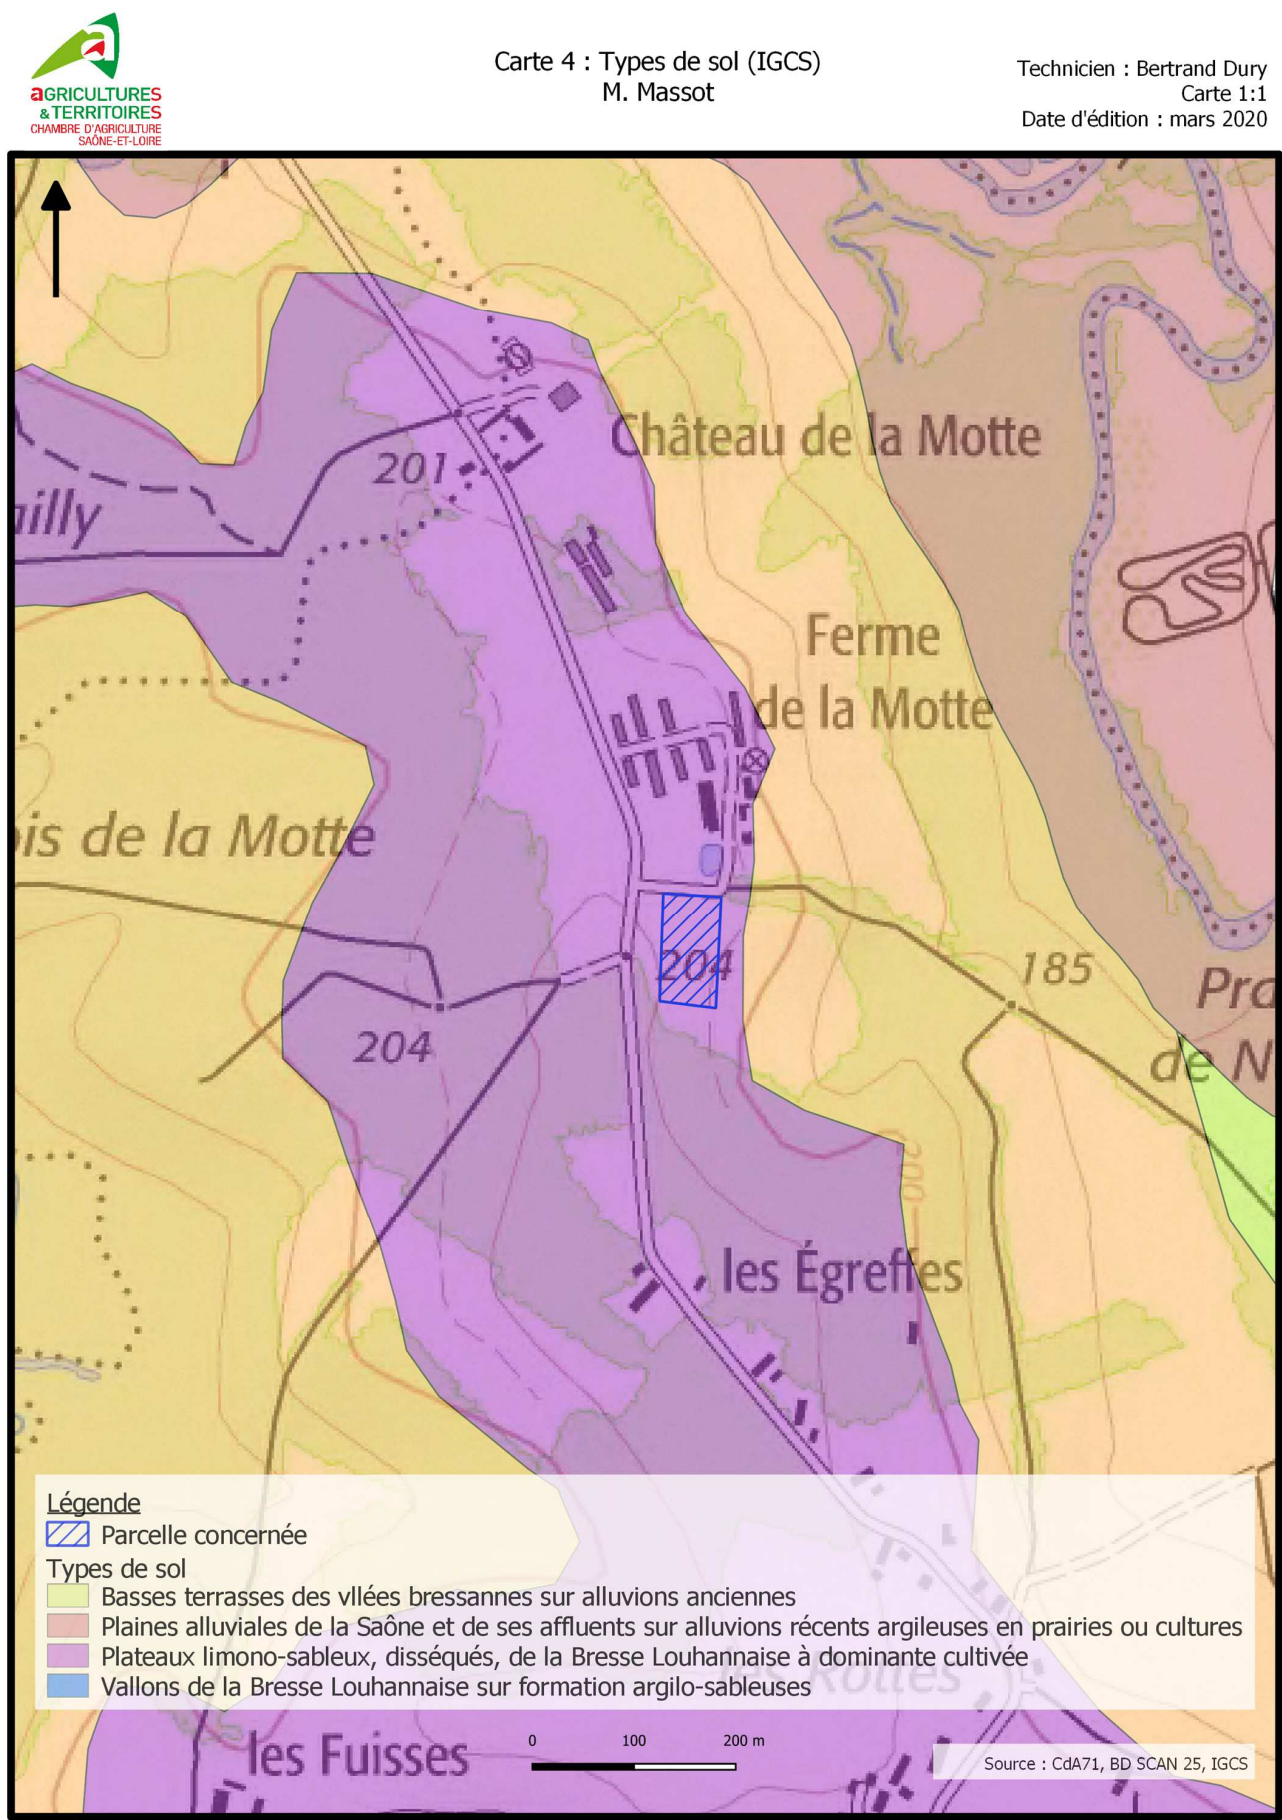 aGRICULTURES
& TERRITOIRES
CHAMBRE D'AGRICULTURE
SAÔNE-ET-LOIRE
Carte 4 : Types de sol (IGCS)
M. Massot
Technicien : Bertrand Dury
Carte 1:1
Date d'édition : mars 2020
Château de la Motte
201
illy
Ferme
de la Motte
is de la Motte
204
185
Pra
204
de N
200
les Égreffes
Légende
Parcelle concernée
Types de sol
Basses terrasses des vllées bressannes sur alluvions anciennes
Plaines alluviales de la Saône et de ses affluents sur alluvions récents argileuses en prairies ou cultures
Plateaux limono-sableux, disséqués, de la Bresse Louhannaise à dominante cultivée
les Rolles
Vallons de la Bresse Louhannaise sur formation argilo-sableuses
les Fuisses
0 100 200 m
Source : CdA71, BD SCAN 25, IGCS